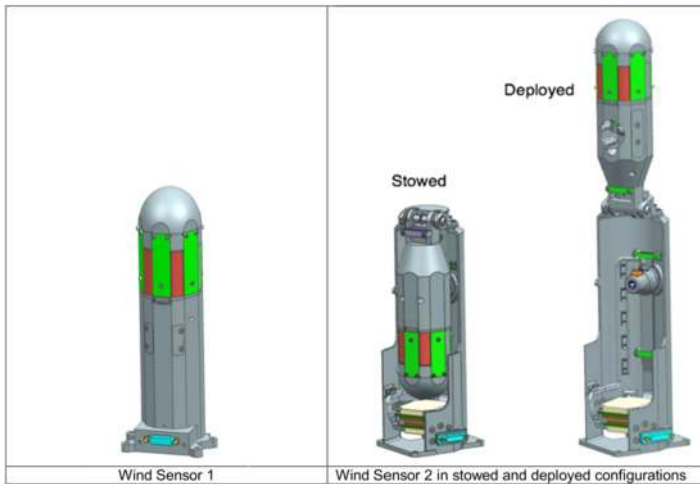 Deployed
Stowed
Wind Sensor 1
Wind Sensor 2 in stowed and deployed configurations